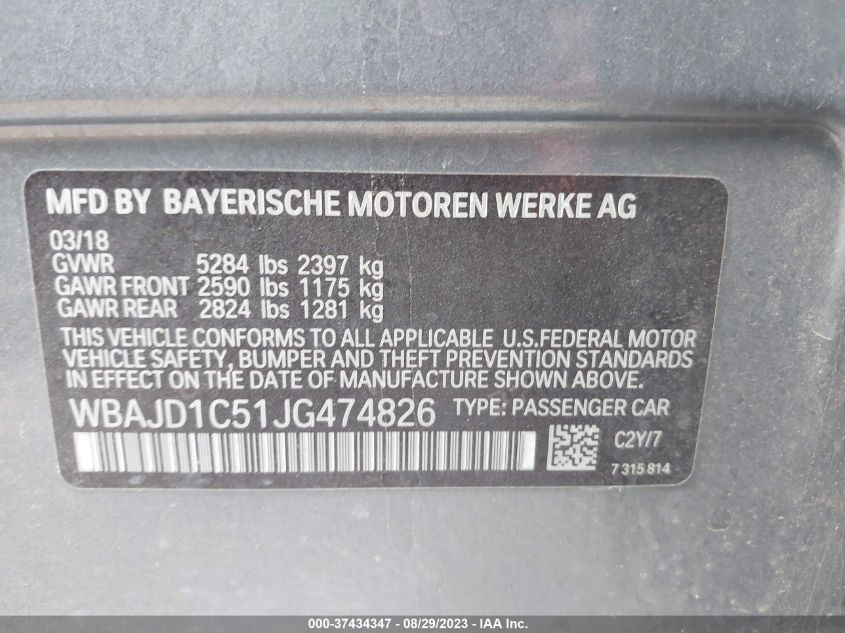 MFD BY BAYERISCHE MOTOREN WERKE AG
03/18
GVWR 5284 lbs 2397 kg
GAWR FRONT 2590 lbs 1175 kg
GAWR REAR 2824 lbs 1281 kg
THIS VEHICLE CONFORMS TO ALL APPLICABLE U.S.FEDERAL MOTOR
VEHICLE SAFETY, BUMPER AND THEFT PREVENTION STANDARDS
IN EFFECT ON THE DATE OF MANUFACTURE SHOWN ABOVE.
WBAJD1C51JG474826 TYPE: PASSENGER CAR
C2Y/7
7 315 814
000-37434347 - 08/29/2023 - IAA Inc.